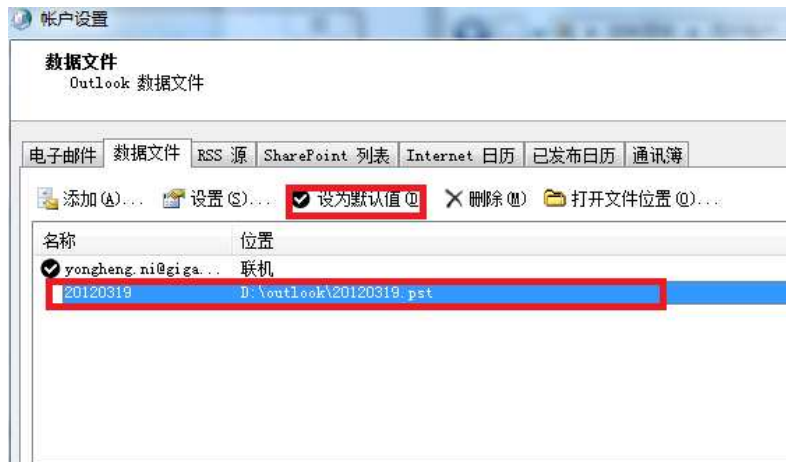 帐户设置
数据文件
Outlook 数据文件
电子邮件 数据文件 RSS 源 SharePoint 列表 Internet 日历 已发布日历 通讯簿
添加(A)... 设置(S)... 设为默认值(D) 删除(M) 打开文件位置(O)...
名称 位置
yongheng.ni@giga... 联机
20120319 D:\outlook\20120319.pst